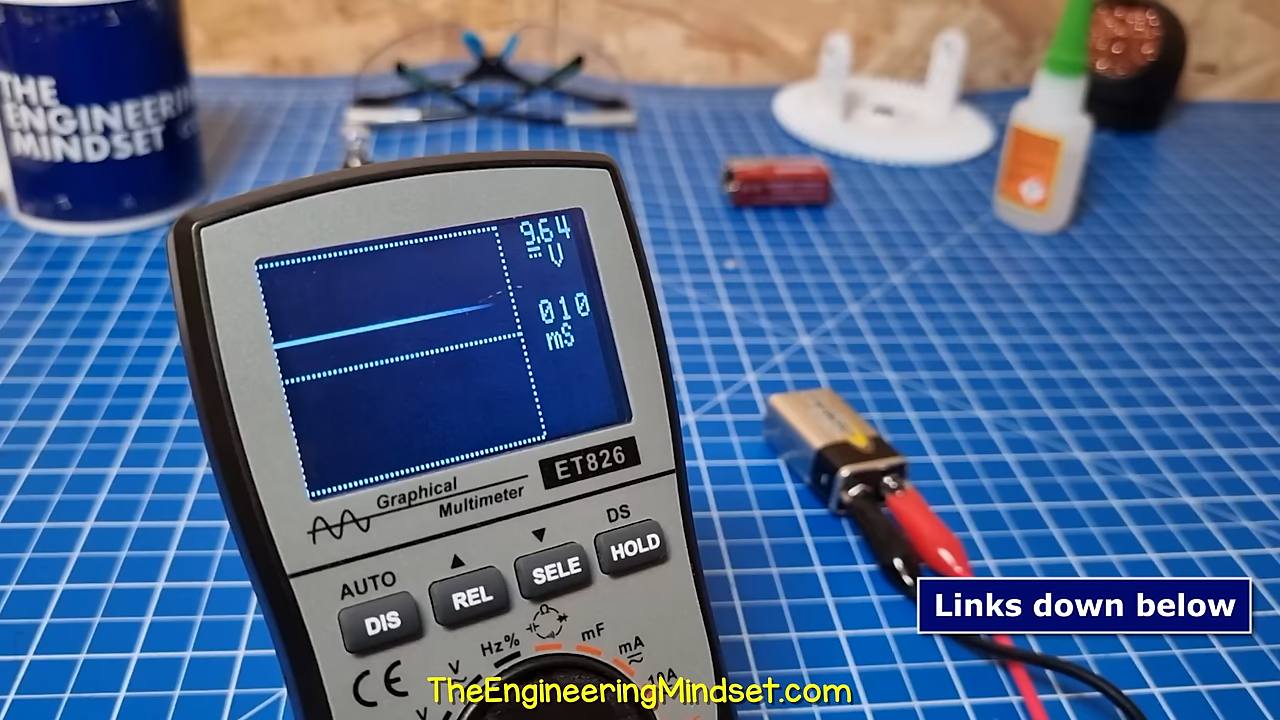 THE
ENGINEERING
MINDSET
9.64
V
010
mS
ET826
Graphical
Multimeter
DS
AUTO
HOLD
SELE
REL
DIS
Hz%
mF
mA
10A
V
V
CE
Links down below
TheEngineeringMindset.com